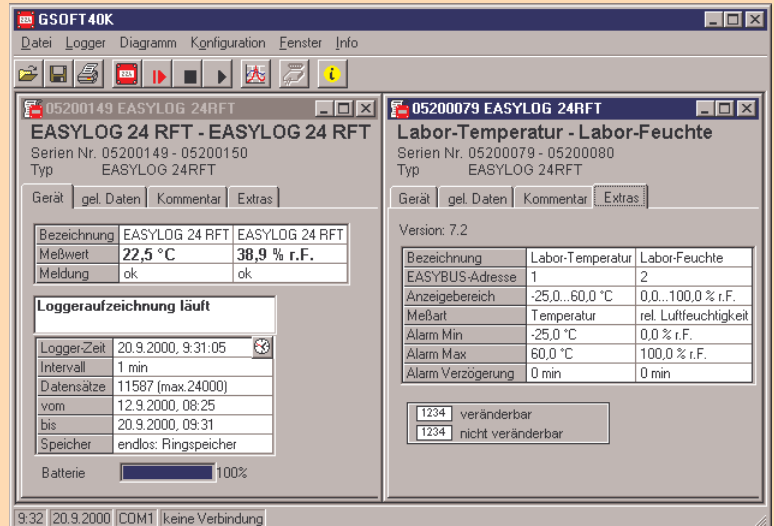 GSOFT40K
Datei Logger Diagramm Konfiguration Fenster Info
05200149 EASYLOG 24RFT
EASYLOG 24 RFT - EASYLOG 24 RFT
Serien Nr. 05200149 - 05200150
Typ EASYLOG 24RFT
Gerät gel. Daten Kommentar Extras
Bezeichnung EASYLOG 24 RFT EASYLOG 24 RFT
Meßwert 22,5 °C 38,9 % r.F.
Meldung ok ok
Loggeraufzeichnung läuft
Logger-Zeit 20.9.2000, 9:31:05
Intervall 1 min
Datensätze 11587 (max.24000)
vom 12.9.2000, 08:25
bis 20.9.2000, 09:31
Speicher endlos: Ringspeicher
Batterie 100%
05200079 EASYLOG 24RFT
Labor-Temperatur - Labor-Feuchte
Serien Nr. 05200079 - 05200080
Typ EASYLOG 24RFT
Gerät gel. Daten Kommentar Extras
Version: 7.2
Bezeichnung Labor-Temperatur Labor-Feuchte
EASYBUS-Adresse 1 2
Anzeigebereich -25,0...60,0 °C 0,0...100,0 % r.F.
Meßart Temperatur rel. Luftfeuchtigkeit
Alarm Min -25,0 °C 0,0 % r.F.
Alarm Max 60,0 °C 100,0 % r.F.
Alarm Verzögerung 0 min 0 min
1234 veränderbar
1234 nicht veränderbar
9:32 20.9.2000 COM1 keine Verbindung